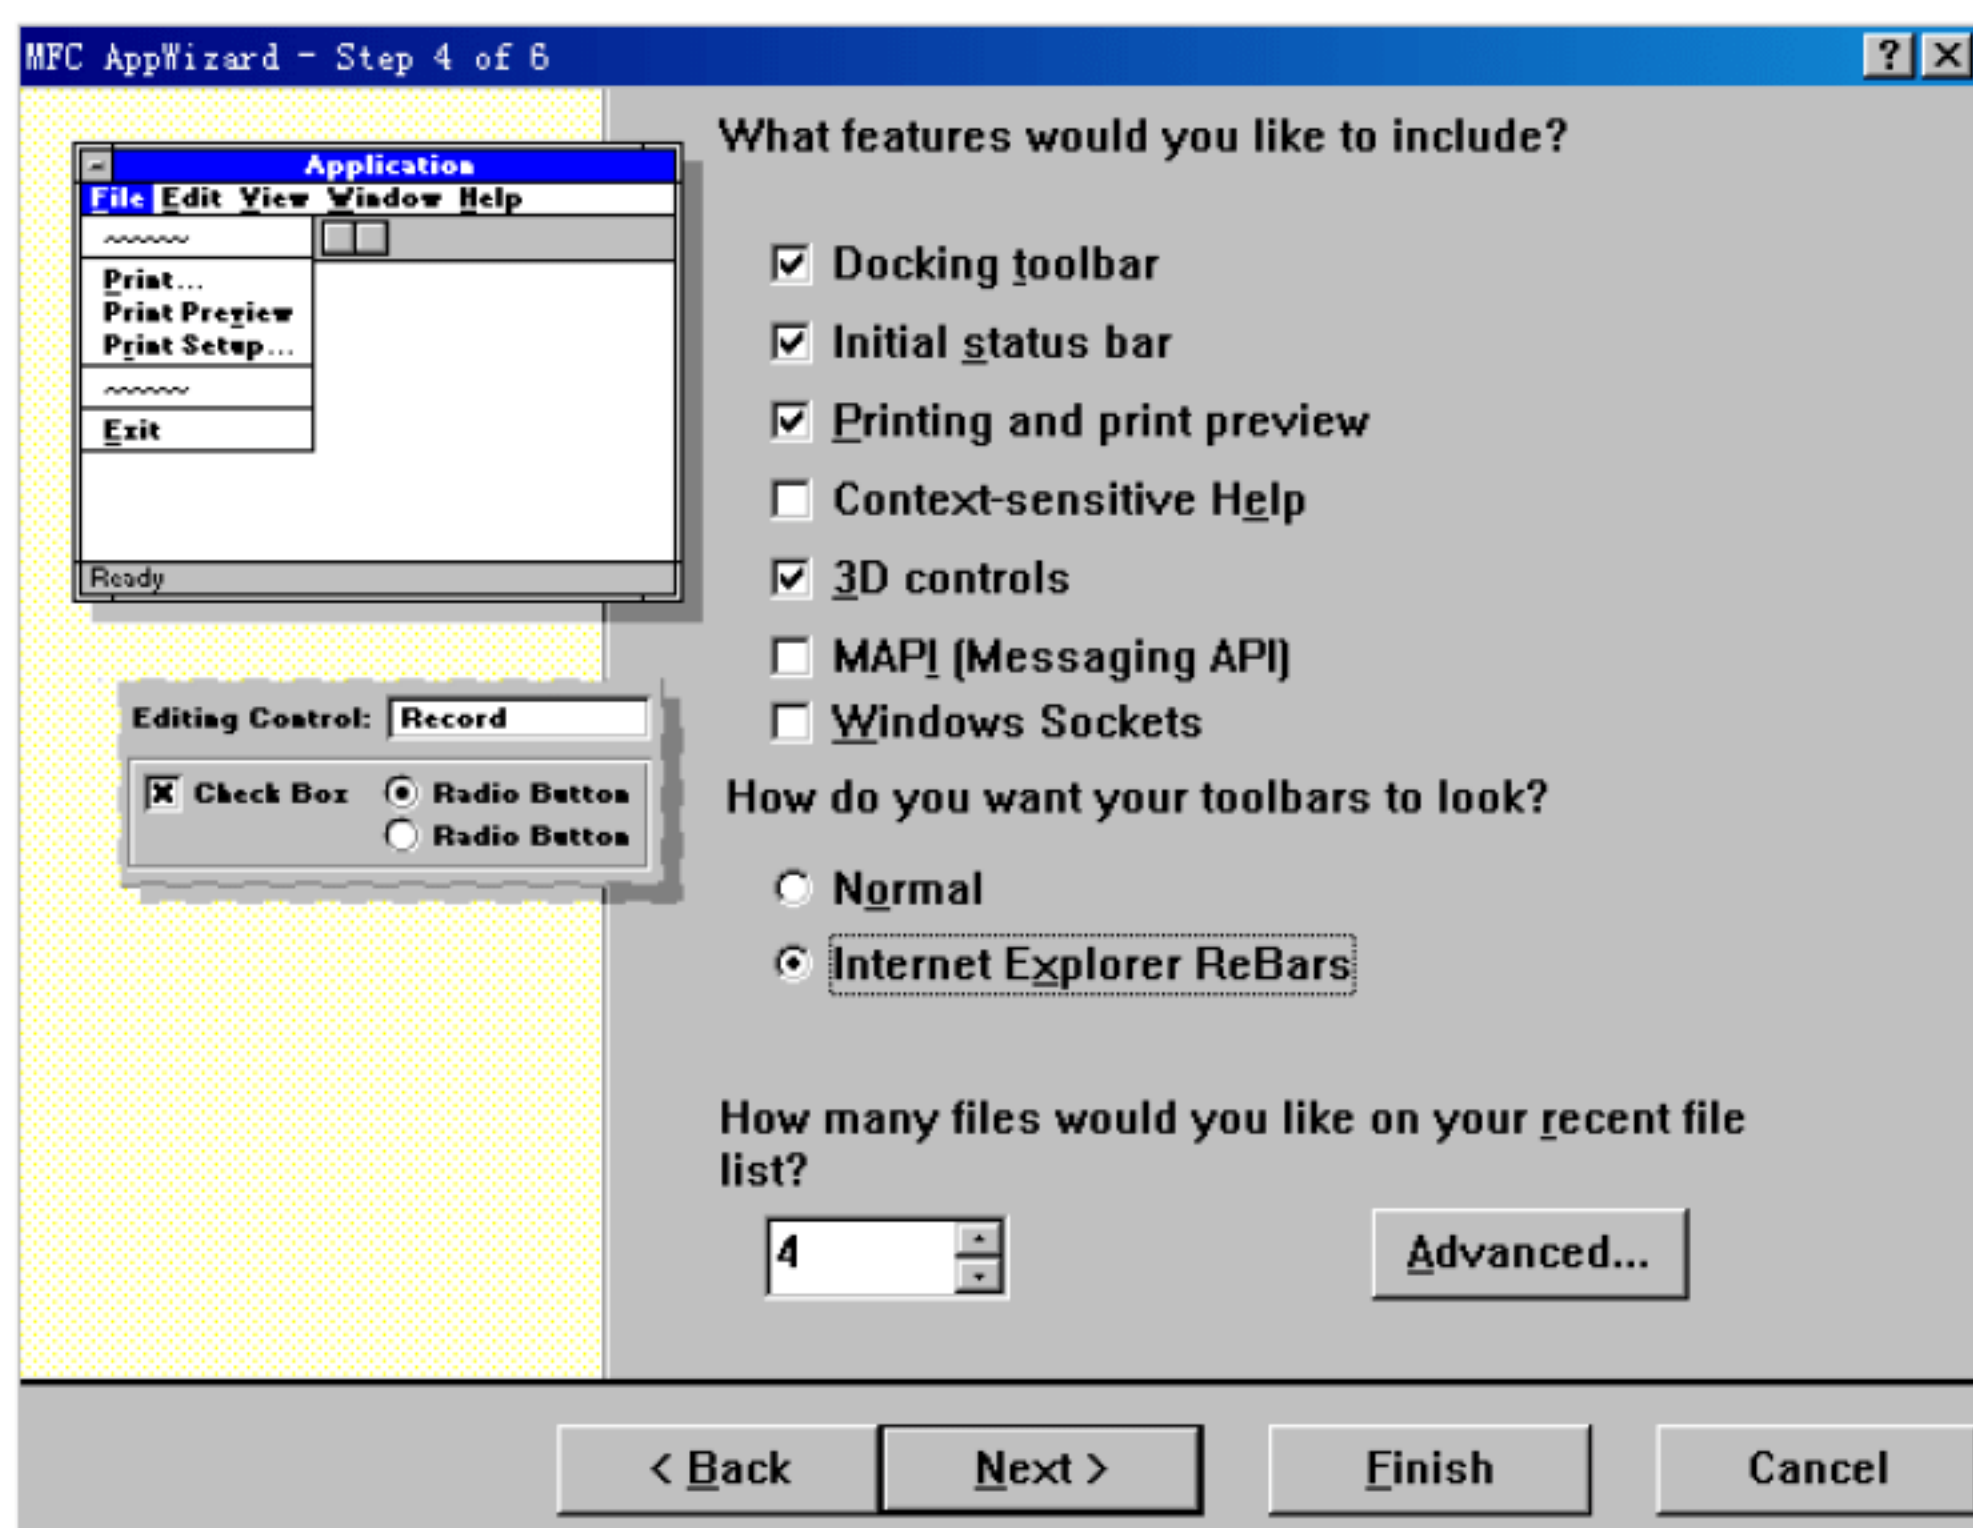 MFC AppWizard - Step 4 of 6
Application
File Edit View Window Help
Print...
Print Preview
Print Setup...
Exit
Ready
Editing Control: Record
Check Box Radio Button
Radio Button
What features would you like to include?
Docking toolbar
Initial status bar
Printing and print preview
Context-sensitive Help
3D controls
MAPI (Messaging API)
Windows Sockets
How do you want your toolbars to look?
Normal
Internet Explorer ReBars
How many files would you like on your recent file
list?
4
Advanced...
< Back Next > Finish Cancel